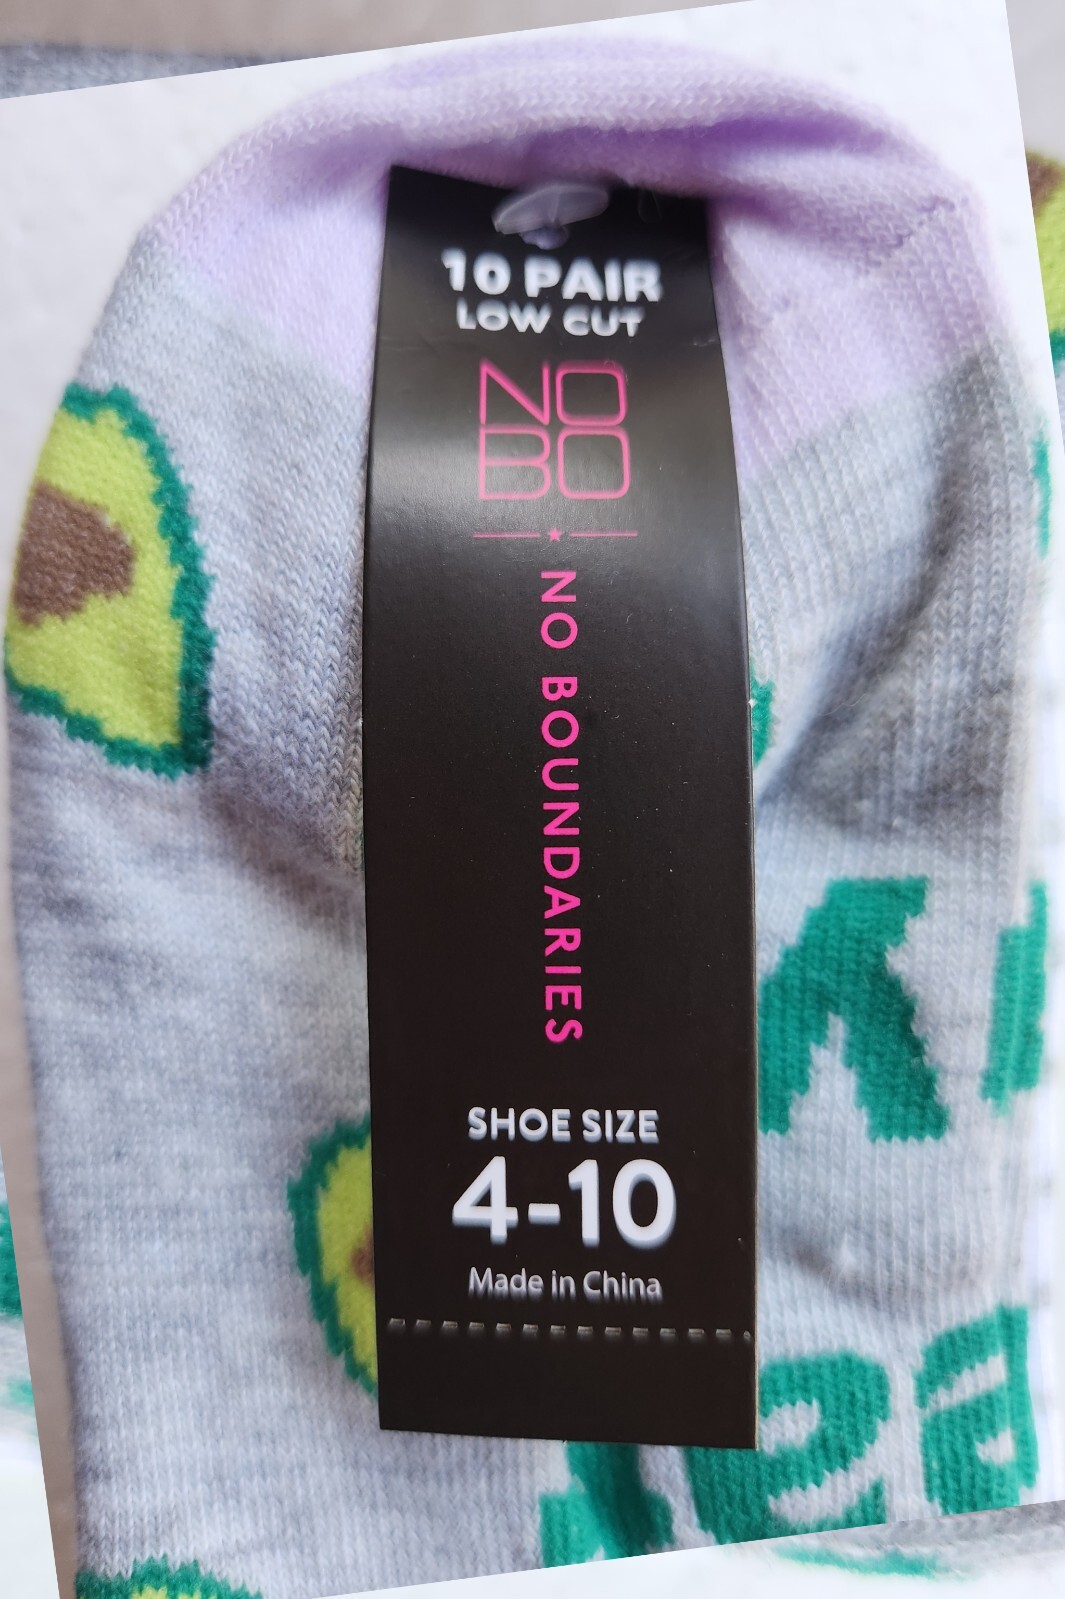 10 PAIR
LOW CUT
NO
BO
NO BOUNDARIES
SHOE SIZE
4-10
Made in China